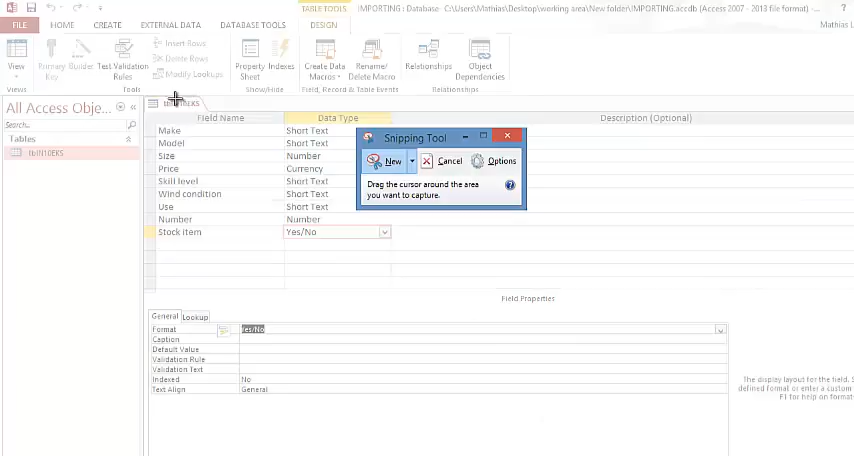 TABLE TOOLS
IMPORTING : Database- C:\Users\Mathias\Desktop\working area\New folder\IMPORTING.accdb (Access 2007 - 2013 file format) -
Mathias L
FILE HOME CREATE EXTERNAL DATA DATABASE TOOLS DESIGN
View
Primary Key
Builder
Test Validation Rules
Insert Rows
Delete Rows
Modify Lookups
Property Sheet
Indexes
Create Data Macros
Rename/ Delete Macro
Relationships
Object Dependencies
Views Tools Show/Hide Field, Record & Table Events Relationships
All Access Obje...
Search...
Tables
tblN10EKS
Field Name Data Type Description (Optional)
Make Short Text
Model Short Text
Size Number
Price Currency
Skill level Short Text
Wind condition Short Text
Use Short Text
Number Number
Stock item Yes/No
Snipping Tool
New Cancel Options
Drag the cursor around the area
you want to capture.
Field Properties
General Lookup
Format Yes/No
Caption
Default Value
Validation Rule
Validation Text
Indexed No
Text Align General
The display layout for the field. S
defined format or enter a custom
F1 for help on format